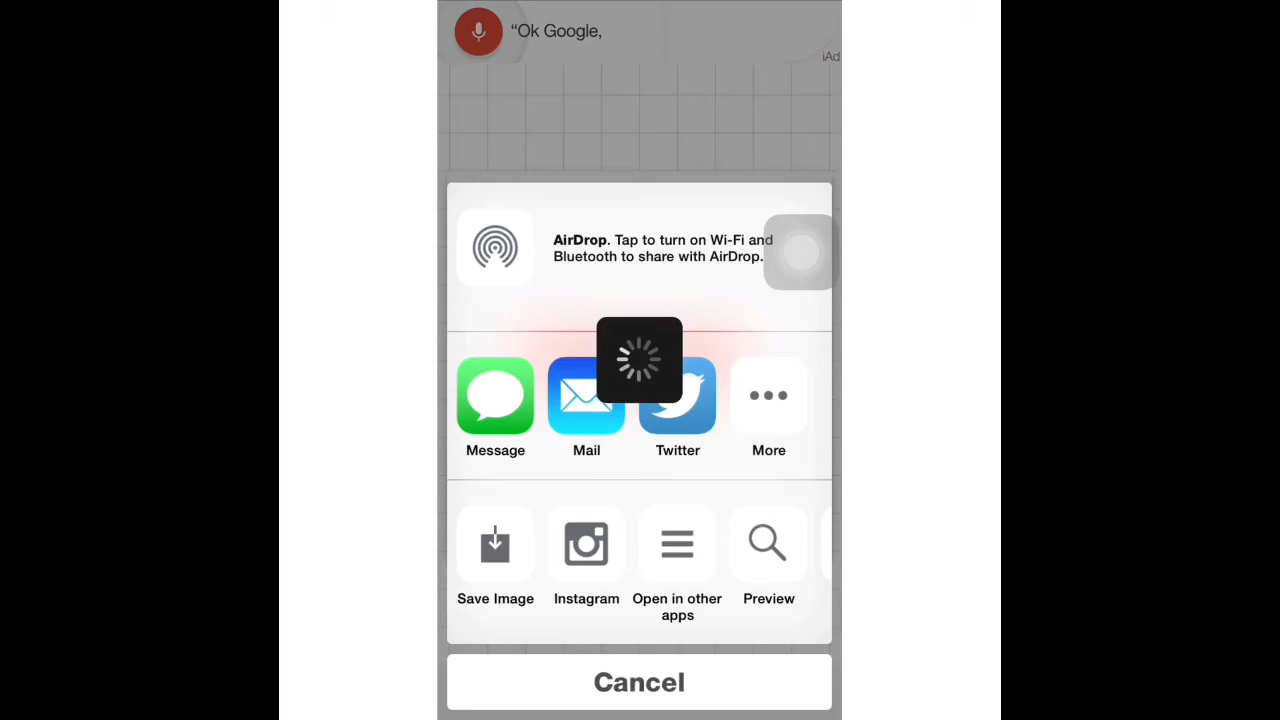 “Ok Google,
iAd
AirDrop. Tap to turn on Wi-Fi and
Bluetooth to share with AirDrop.
Message
Mail
Twitter
More
Save Image
Instagram
Open in other
apps
Preview
Cancel